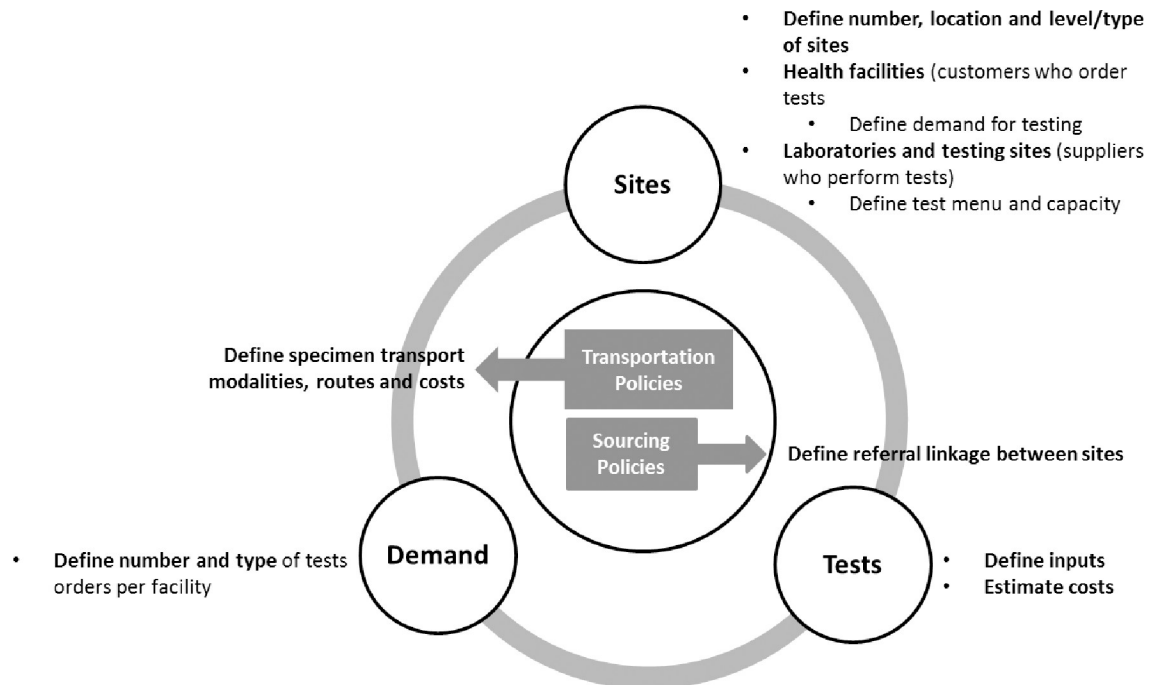 • Define number, location and level/type
of sites
• Health facilities (customers who order
tests
• Define demand for testing
• Laboratories and testing sites (suppliers
who perform tests)
• Define test menu and capacity
Sites
Define specimen transport
modalities, routes and costs
Transportation
Policies
Sourcing
Policies
Define referral linkage between sites
Demand
• Define number and type of tests
orders per facility
Tests
• Define inputs
• Estimate costs